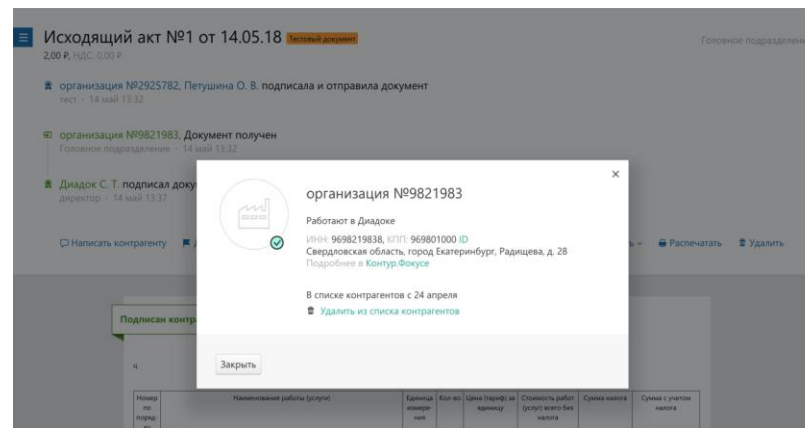 Исходящий акт №1 от 14.05.18 Тестовый документ
2,00 ₽, НДС: 0,00 ₽
Головное подразделени
организация №2925782, Петушина О. В. подписала и отправила документ
тест - 14 май 13:32
организация №9821983, Документ получен
Головное подразделение - 14 май 13:32
Диадок С. Т. подписал доку
директор - 14 май 13:37
Написать контрагенту
Распечатать Удалить
организация №9821983
Работают в Диадоке
ИНН: 9698219838, КПП: 969801000 ID
Свердловская область, город Екатеринбург, Радищева, д. 28
Подробнее в Контур.Фокусе
В списке контрагентов с 24 апреля
Удалить из списка контрагентов
Закрыть
Подписан контр
Номер по поряд-
Наименование работы (услуги)
Единица измере-ния
Кол-во
Цена (тариф) за единицу
Стоимость работ (услуг) всего без налога
Сумма налога
Сумма с учетом налога